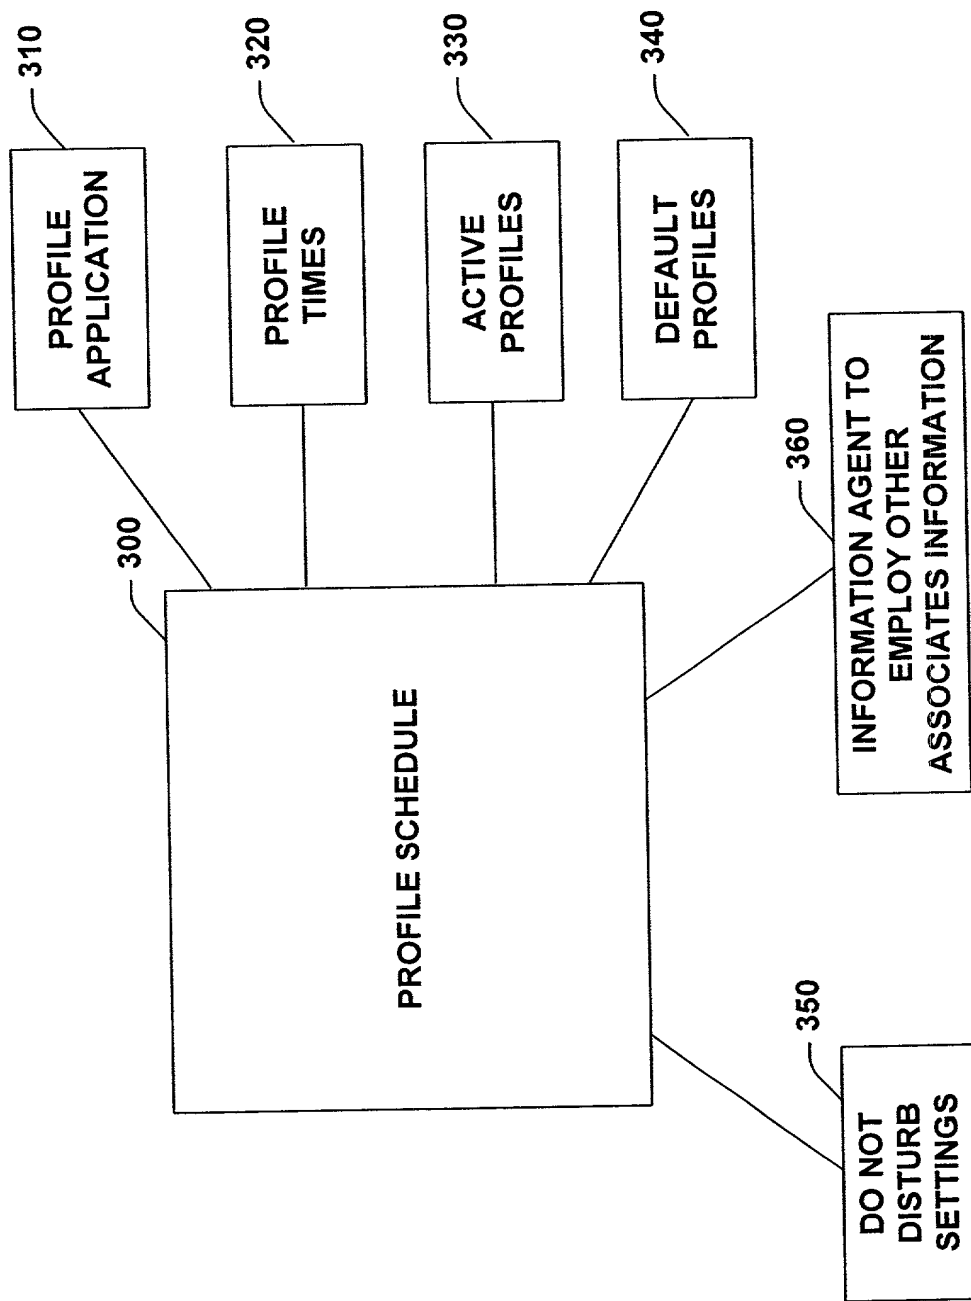 310
PROFILE
APPLICATION
320
PROFILE
TIMES
330
ACTIVE
PROFILES
340
DEFAULT
PROFILES
300
PROFILE SCHEDULE
360
INFORMATION AGENT TO
EMPLOY OTHER
ASSOCIATES INFORMATION
350
DO NOT
DISTURB
SETTINGS